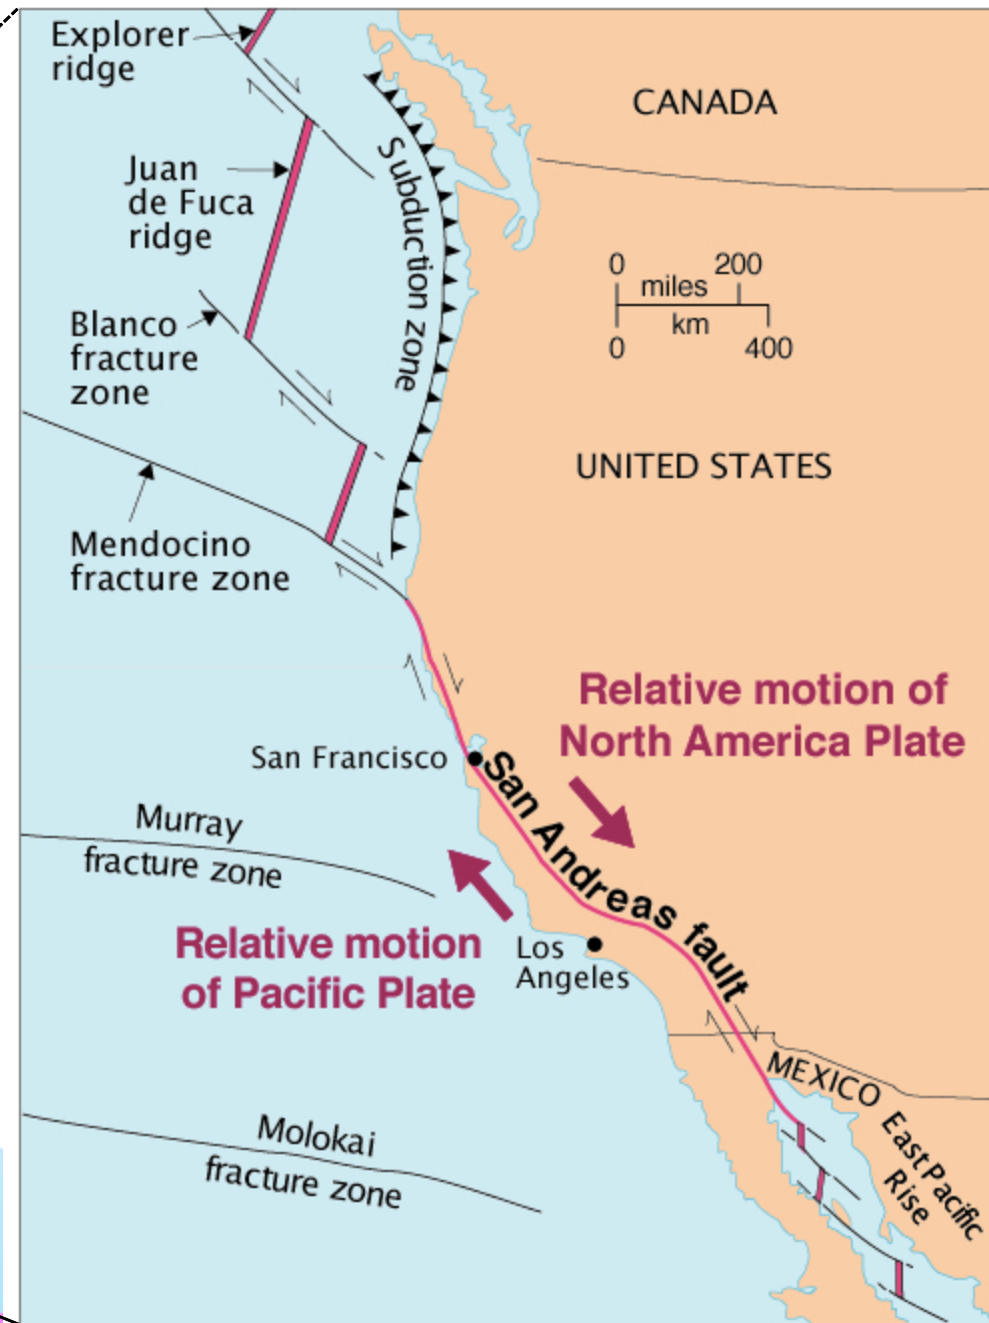 Explorer
ridge
CANADA
Juan
de Fuca
ridge
Subduction zone
0 200
miles
km
0 400
Blanco
fracture
zone
UNITED STATES
Mendocino
fracture zone
Relative motion of
North America Plate
San Francisco
San Andreas fault
Murray
fracture zone
Relative motion
of Pacific Plate
Los
Angeles
MEXICO
East Pacific
Rise
Molokai
fracture zone